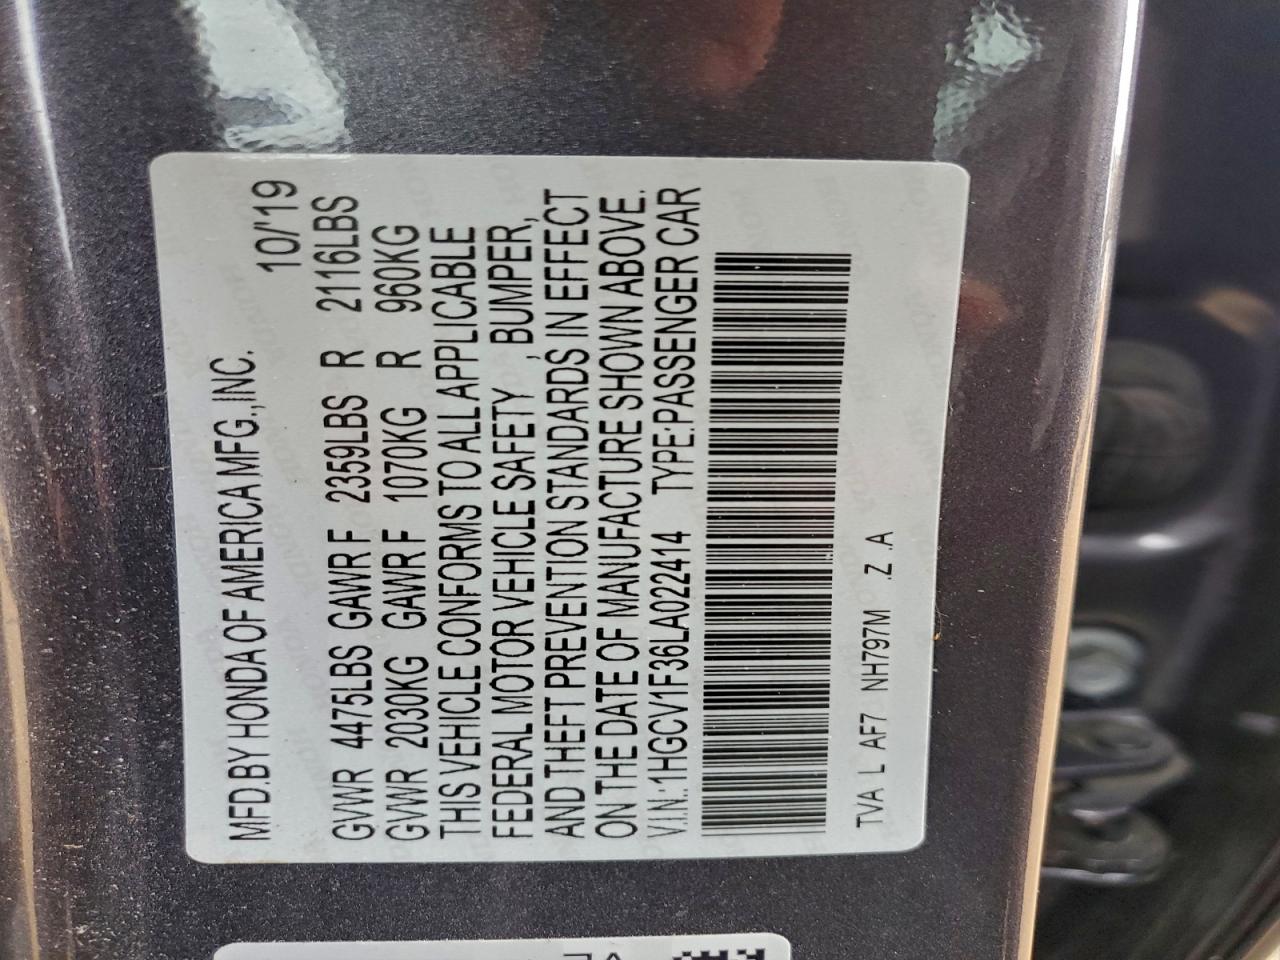 MFD.BY HONDA OF AMERICA MFG.,INC. 10/'19
GVWR 4475LBS GAWR F 2359LBS R 2116LBS
GVWR 2030KG GAWR F 1070KG R 960KG
THIS VEHICLE CONFORMS TO ALL APPLICABLE
FEDERAL MOTOR VEHICLE SAFETY , BUMPER,
AND THEFT PREVENTION STANDARDS IN EFFECT
ON THE DATE OF MANUFACTURE SHOWN ABOVE.
V.I.N.:1HGCV1F36LA022414 TYPE:PASSENGER CAR
TVA L AF7 NH797M .Z .A